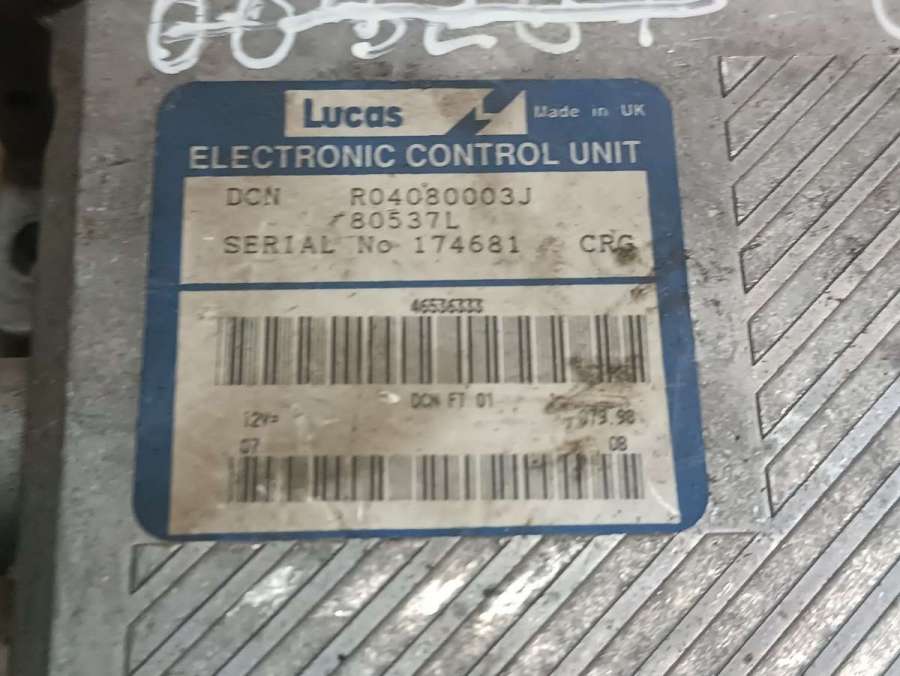 Lucas
Made in UK
ELECTRONIC CONTROL UNIT
DCN R04080003J
80537L
SERIAL No 174681 CRG
46536333
DCN FT 01
12V=
07 08